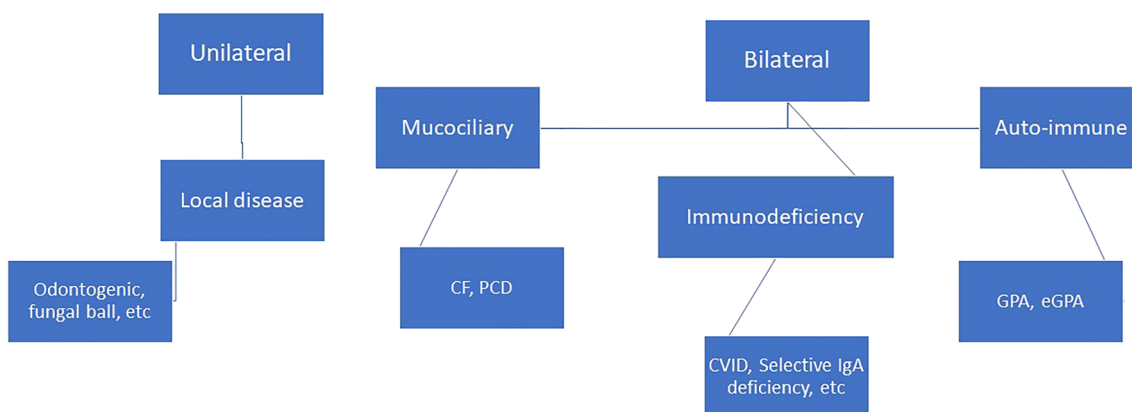 Unilateral
Local disease
Odontogenic,
fungal ball, etc
Bilateral
Mucociliary
CF, PCD
Immunodeficiency
CVID, Selective IgA
deficiency, etc
Auto-immune
GPA, eGPA